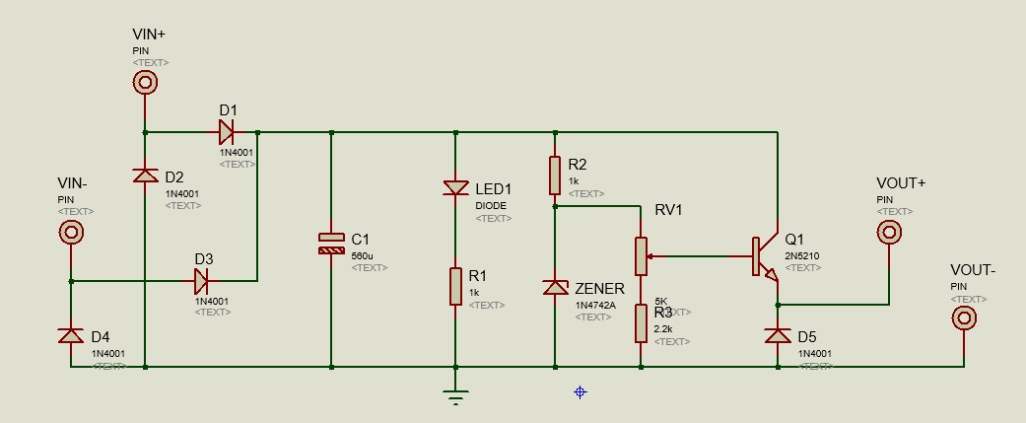 VIN+
PIN
<TEXT>
D1
1N4001
<TEXT>
D2
1N4001
<TEXT>
VIN-
PIN
<TEXT>
D3
1N4001
<TEXT>
D4
1N4001
<TEXT>
C1
560u
<TEXT>
LED1
DIODE
<TEXT>
R1
1k
<TEXT>
R2
1k
<TEXT>
ZENER
1N4742A
<TEXT>
RV1
5K
<TEXT>
R3
2.2k
<TEXT>
Q1
2N5210
<TEXT>
D5
1N4001
<TEXT>
VOUT+
PIN
<TEXT>
VOUT-
PIN
<TEXT>